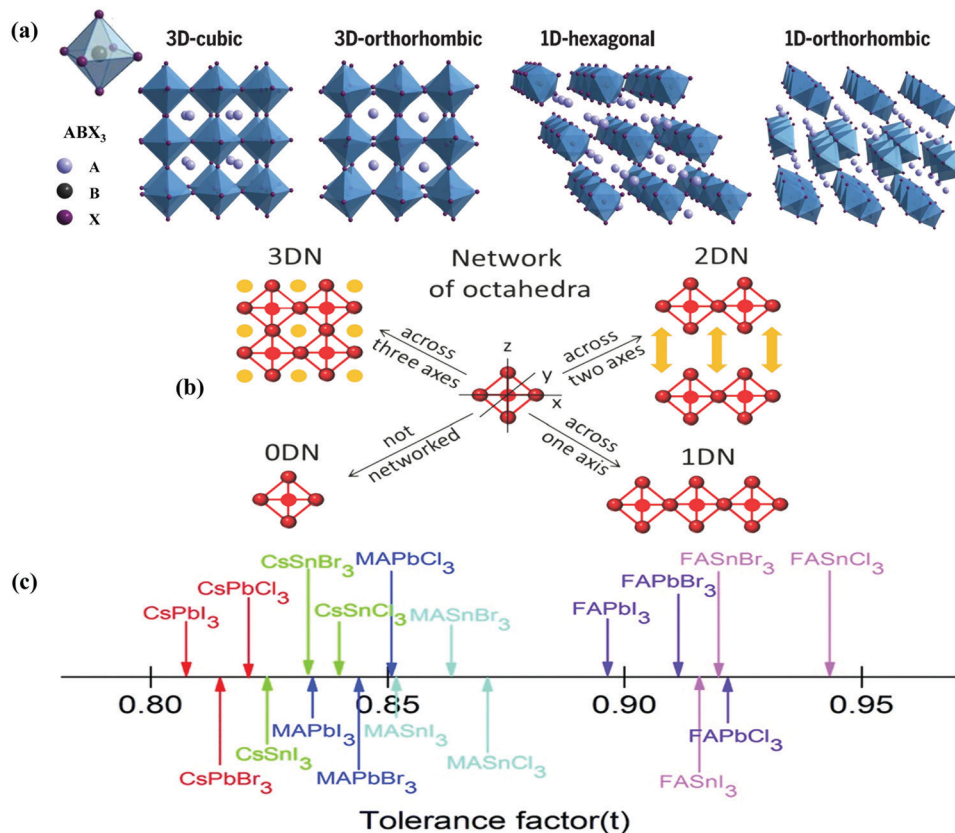 (a)
3D-cubic
3D-orthorhombic
1D-hexagonal
1D-orthorhombic
ABX₃
A
B
X
(b)
3DN
Network
of octahedra
2DN
across
three axes
across
two axes
z
y
x
not
networked
across
one axis
0DN
1DN
(c)
CsSnBr₃
MAPbCl₃
FASnBr₃
FASnCl₃
CsPbCl₃
FAPbBr₃
CsPbI₃
CsSnCl₃
MASnBr₃
FAPbI₃
0.80
0.85
0.90
0.95
CsSnI₃
MAPbI₃
MASnI₃
FAPbCl₃
CsPbBr₃
MAPbBr₃
MASnCl₃
FASnI₃
Tolerance factor(t)